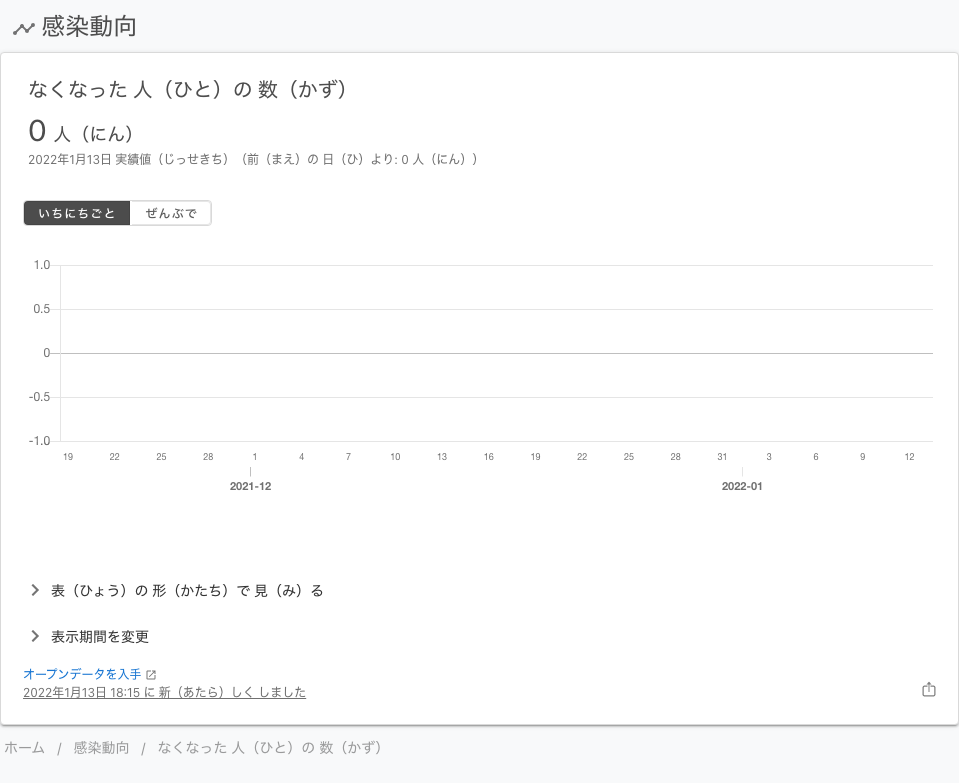 感染動向
なくなった 人（ひと）の 数（かず）
0 人（にん）
2022年1月13日 実績値（じっせきち）（前（まえ）の 日（ひ）より: 0 人（にん））
いちにちごと ぜんぶで
1.0
0.5
0
-0.5
-1.0
19 22 25 28 1 4 7 10 13 16 19 22 25 28 31 3 6 9 12
2021-12 2022-01
表（ひょう）の 形（かたち）で 見（み）る
表示期間を変更
オープンデータを入手
2022年1月13日 18:15 に 新（あたら）しく しました
ホーム / 感染動向 / なくなった 人（ひと）の 数（かず）